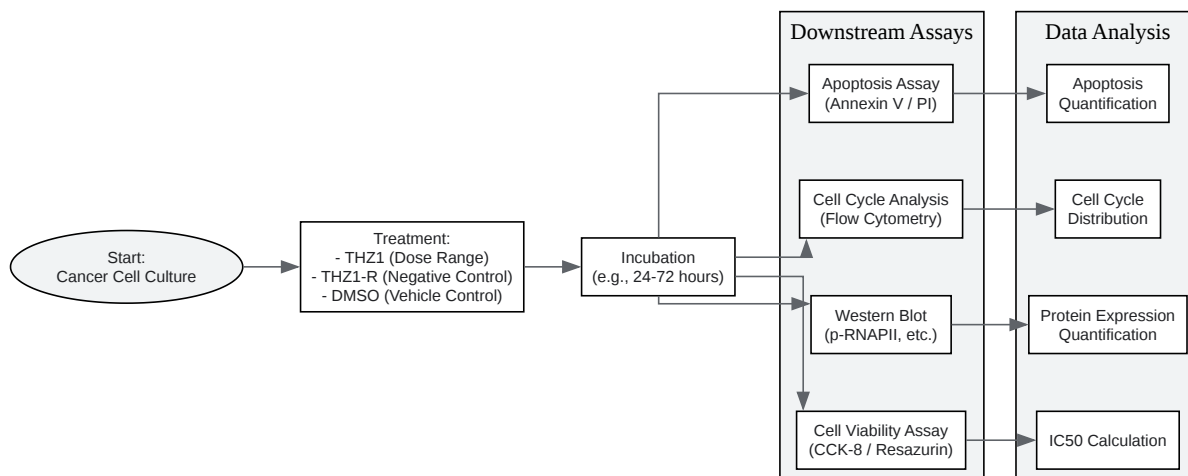 Downstream Assays
Data Analysis
Apoptosis Assay
(Annexin V / PI)
Apoptosis
Quantification
Cell Cycle Analysis
(Flow Cytometry)
Cell Cycle
Distribution
Start:
Cancer Cell Culture
Treatment:
- THZ1 (Dose Range)
- THZ1-R (Negative Control)
- DMSO (Vehicle Control)
Incubation
(e.g., 24-72 hours)
Western Blot
(p-RNAPII, etc.)
Protein Expression
Quantification
Cell Viability Assay
(CCK-8 / Resazurin)
IC50 Calculation